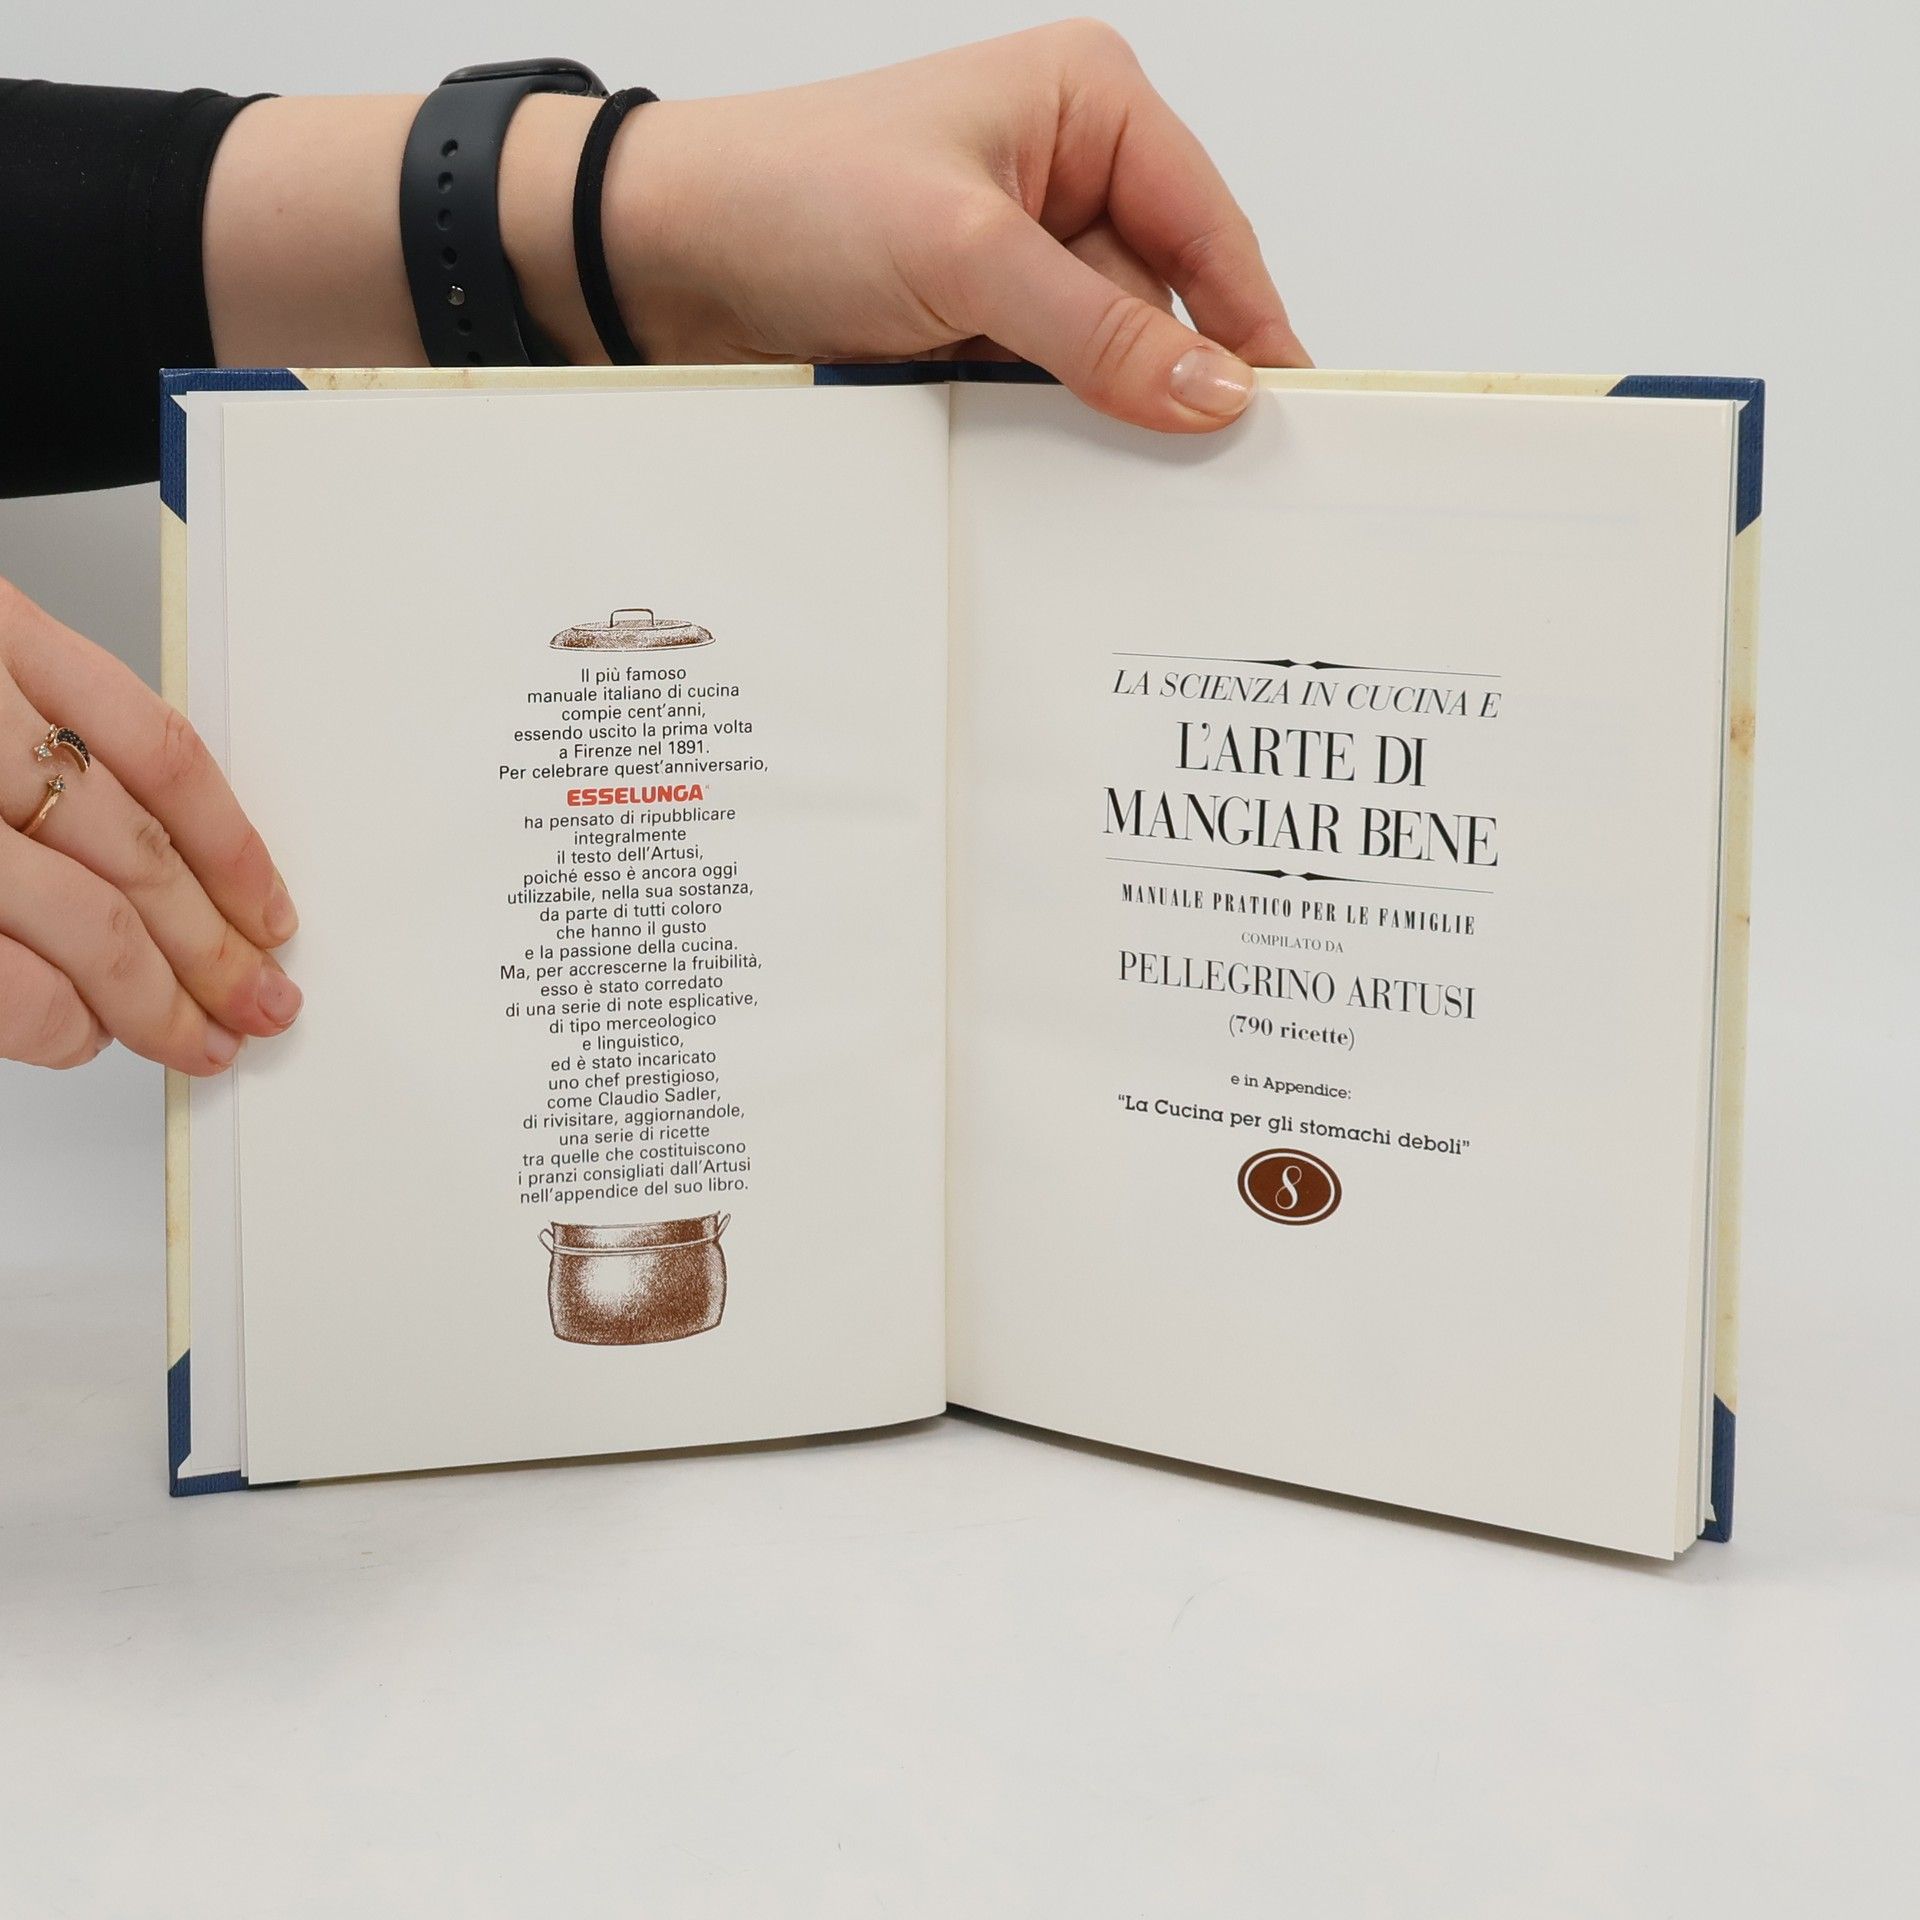 Il più famoso
manuale italiano di cucina
compie cent'anni,
essendo uscito la prima volta
a Firenze nel 1891.
Per celebrare quest'anniversario,
ESSELUNGA
ha pensato di ripubblicare
integralmente
il testo dell'Artusi,
poiché esso è ancora oggi
utilizzabile, nella sua sostanza,
da parte di tutti coloro
che hanno il gusto
e la passione della cucina.
Ma, per accrescerne la fruibilità,
esso è stato corredato
di una serie di note esplicative,
di tipo merceologico
e linguistico,
ed è stato incaricato
uno chef prestigioso,
come Claudio Sadler,
di rivisitare, aggiornandole,
una serie di ricette
tra quelle che costituiscono
i pranzi consigliati dall'Artusi
nell'appendice del suo libro.
LA SCIENZA IN CUCINA E
L'ARTE DI
MANGIAR BENE
MANUALE PRATICO PER LE FAMIGLIE
COMPILATO DA
PELLEGRINO ARTUSI
(790 ricette)
e in Appendice:
"La Cucina per gli stomachi deboli"
8